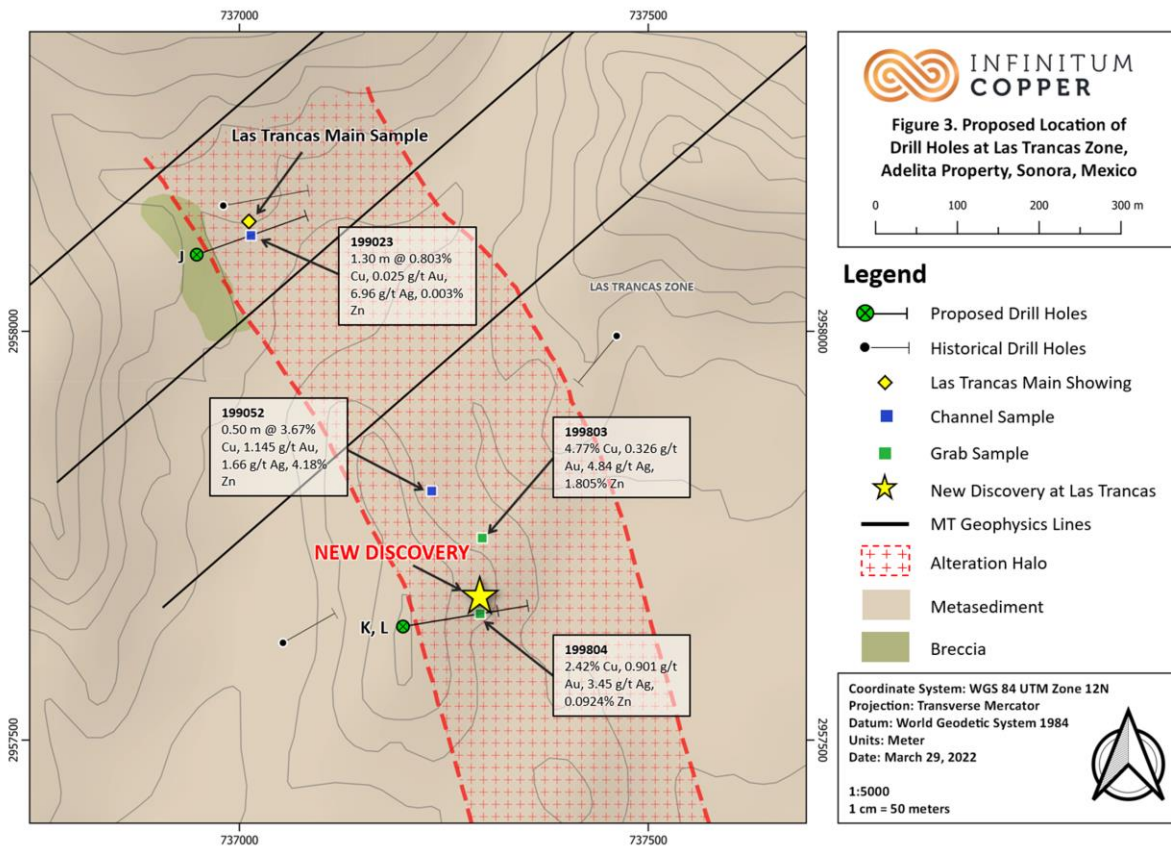 737000
737500
Las Trancas Main Sample
J
199023
1.30 m @ 0.803%
Cu, 0.025 g/t Au,
6.96 g/t Ag, 0.003%
Zn
LAS TRANCAS ZONE
2958000
2958000
199052
0.50 m @ 3.67%
Cu, 1.145 g/t Au,
1.66 g/t Ag, 4.18%
Zn
199803
4.77% Cu, 0.326 g/t
Au, 4.84 g/t Ag,
1.805% Zn
NEW DISCOVERY
K, L
199804
2.42% Cu, 0.901 g/t
Au, 3.45 g/t Ag,
0.0924% Zn
2957500
2957500
737000
737500
INFINITUM
COPPER
Figure 3. Proposed Location of
Drill Holes at Las Trancas Zone,
Adelita Property, Sonora, Mexico
0 100 200 300 m
Legend
Proposed Drill Holes
Historical Drill Holes
Las Trancas Main Showing
Channel Sample
Grab Sample
New Discovery at Las Trancas
MT Geophysics Lines
Alteration Halo
Metasediment
Breccia
Coordinate System: WGS 84 UTM Zone 12N
Projection: Transverse Mercator
Datum: World Geodetic System 1984
Units: Meter
Date: March 29, 2022
1:5000
1 cm = 50 meters